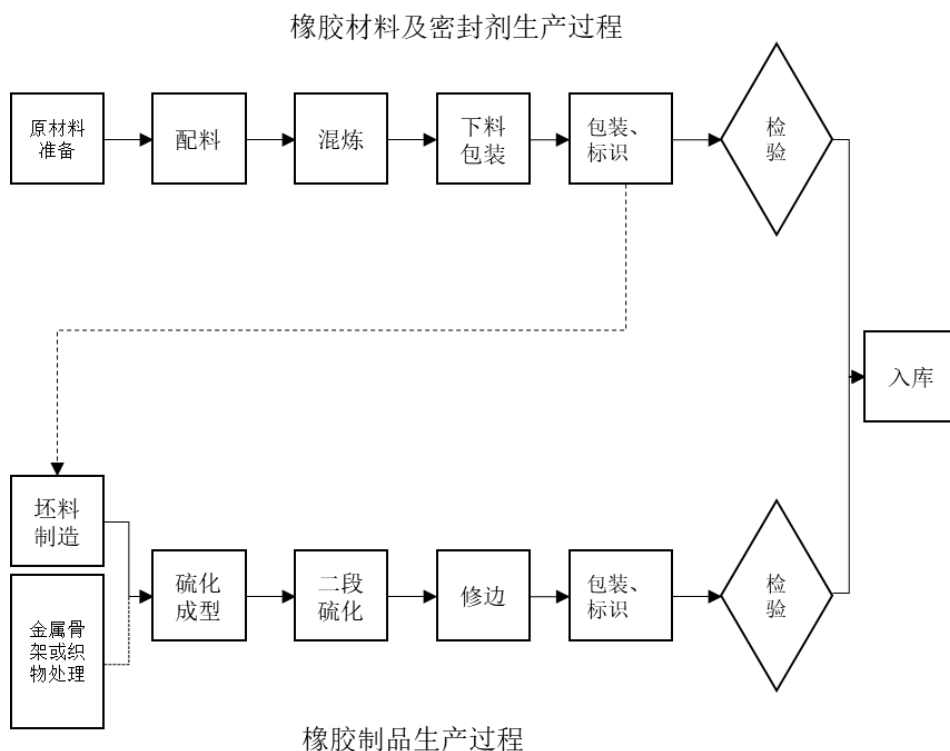 橡胶材料及密封剂生产过程
原材料
准备
配料
混炼
下料
包装
包装、
标识
检
验
入库
坯料
制造
金属骨
架或织
物处理
硫化
成型
二段
硫化
修边
包装、
标识
检
验
橡胶制品生产过程